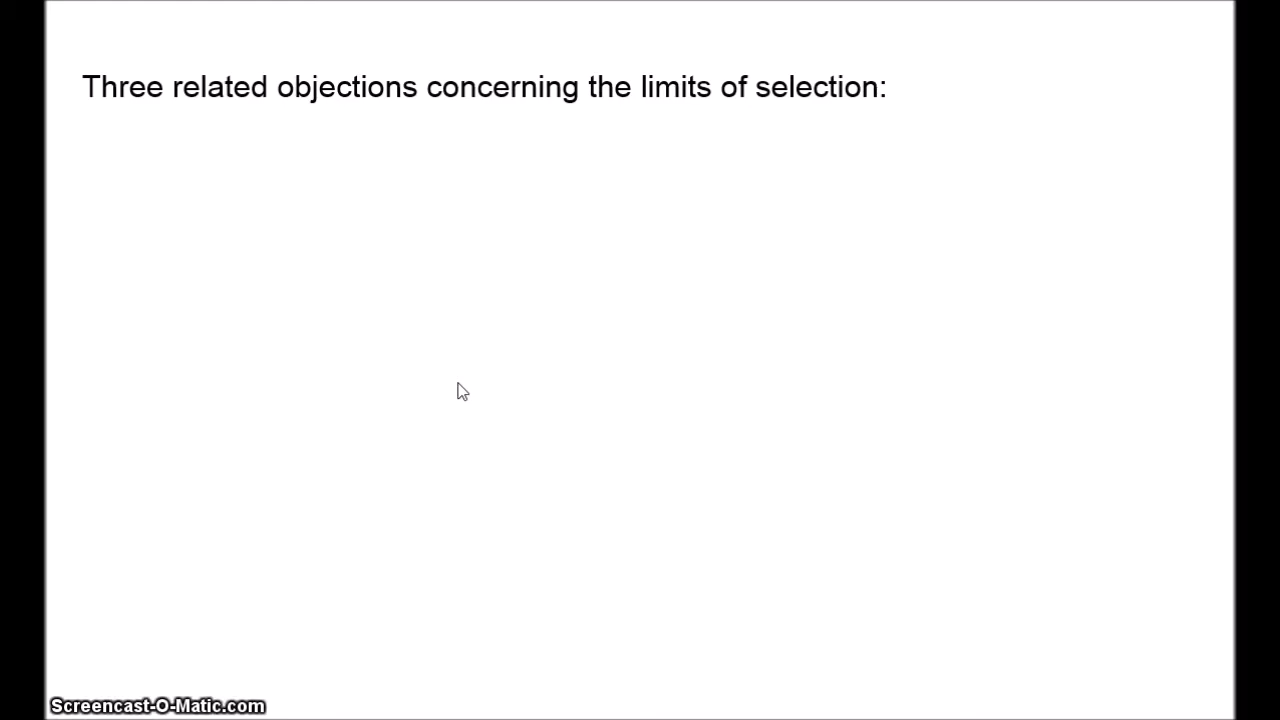 Three related objections concerning the limits of selection:
Screencast-O-Matic.com